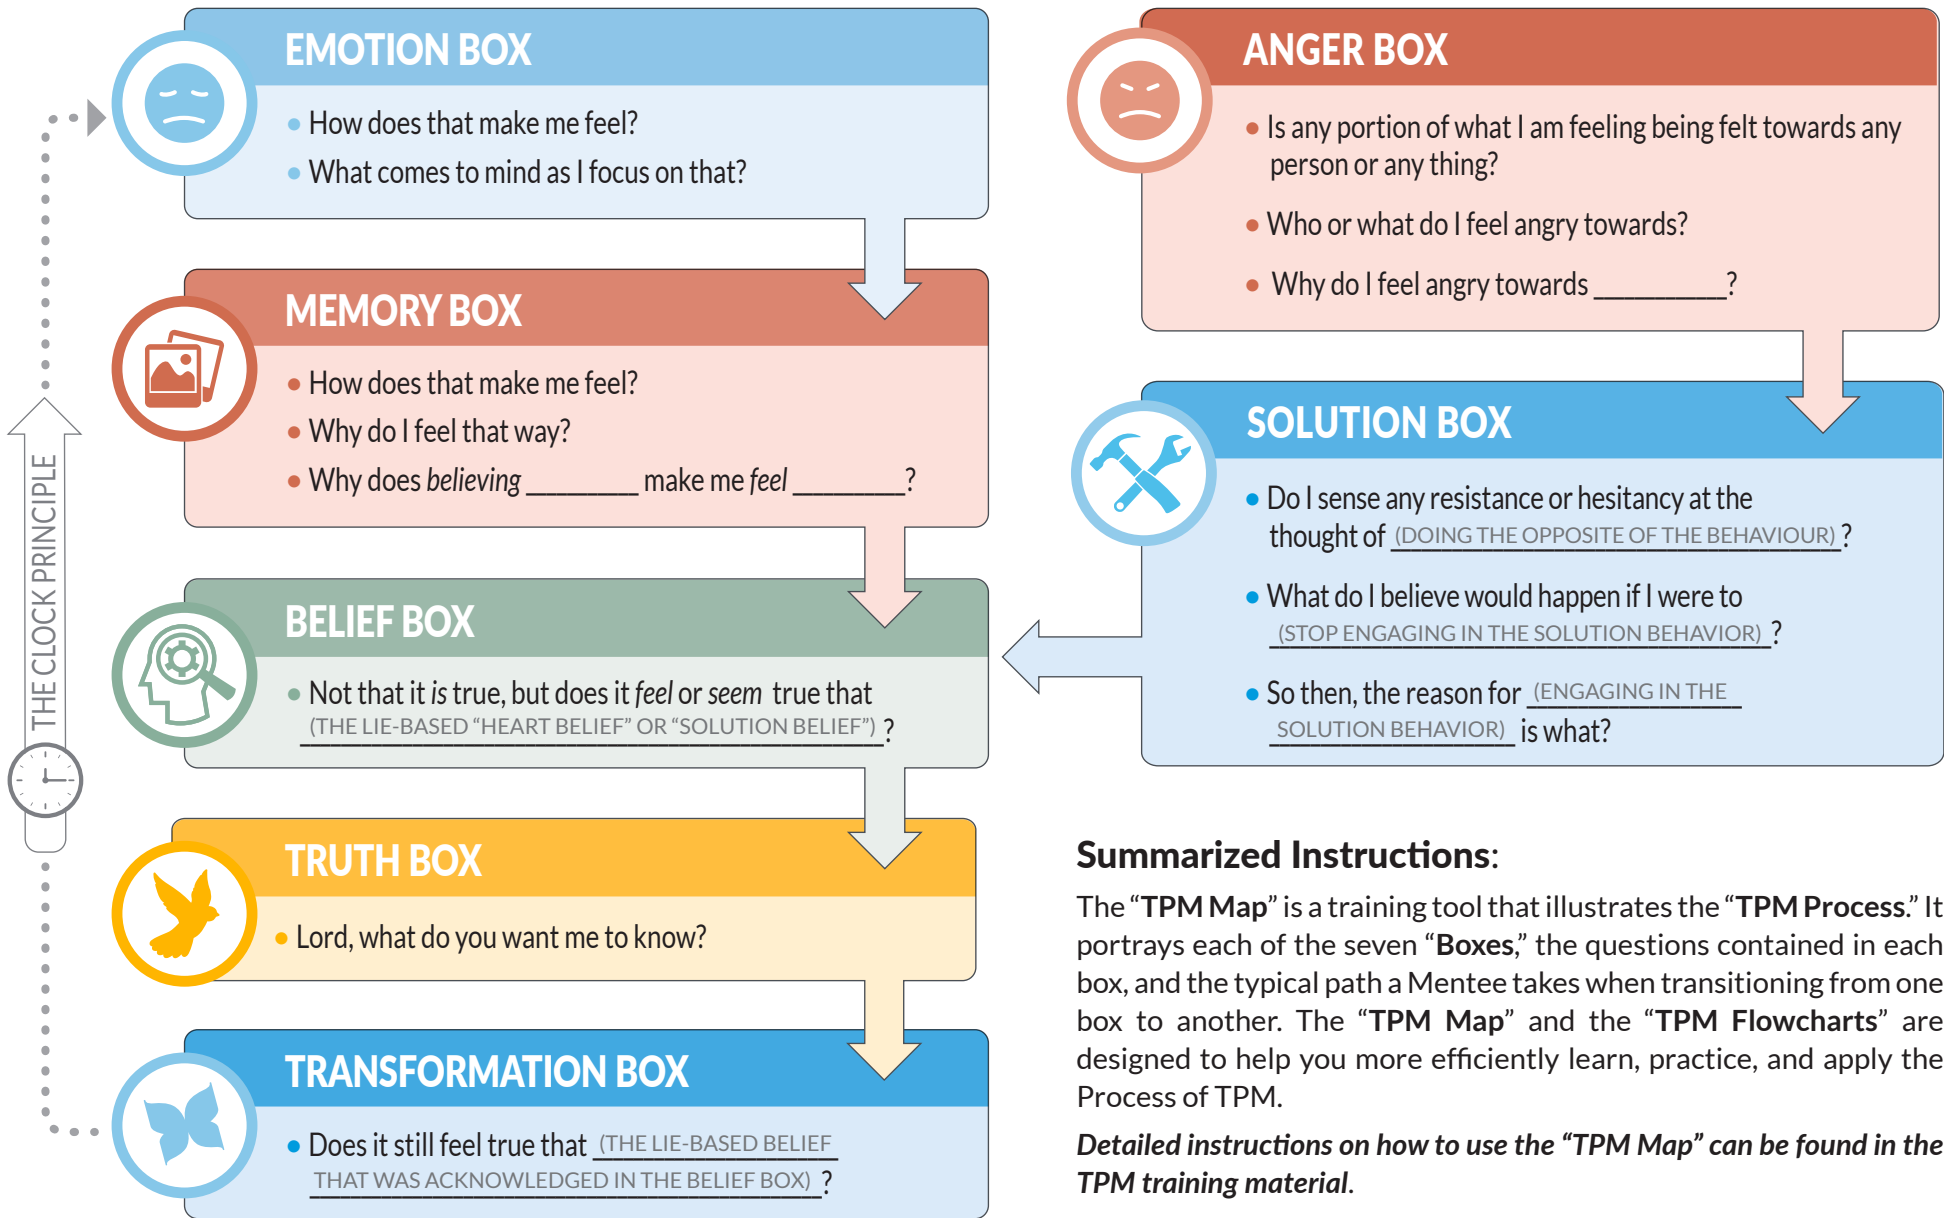 EMOTION BOX
• How does that make me feel?
• What comes to mind as I focus on that?
MEMORY BOX
• How does that make me feel?
• Why do I feel that way?
• Why does believing __________ make me feel __________?
BELIEF BOX
• Not that it is true, but does it feel or seem true that
(THE LIE-BASED “HEART BELIEF” OR “SOLUTION BELIEF”)?
TRUTH BOX
• Lord, what do you want me to know?
TRANSFORMATION BOX
• Does it still feel true that (THE LIE-BASED BELIEF
THAT WAS ACKNOWLEDGED IN THE BELIEF BOX)?
THE CLOCK PRINCIPLE
ANGER BOX
• Is any portion of what I am feeling being felt towards any
person or any thing?
• Who or what do I feel angry towards?
• Why do I feel angry towards ____________?
SOLUTION BOX
• Do I sense any resistance or hesitancy at the
thought of (DOING THE OPPOSITE OF THE BEHAVIOUR)?
• What do I believe would happen if I were to
(STOP ENGAGING IN THE SOLUTION BEHAVIOR)?
• So then, the reason for (ENGAGING IN THE
SOLUTION BEHAVIOR) is what?
Summarized Instructions:
The “TPM Map” is a training tool that illustrates the “TPM Process.” It
portrays each of the seven “Boxes,” the questions contained in each
box, and the typical path a Mentee takes when transitioning from one
box to another. The “TPM Map” and the “TPM Flowcharts” are
designed to help you more efficiently learn, practice, and apply the
Process of TPM.
Detailed instructions on how to use the “TPM Map” can be found in the
TPM training material.